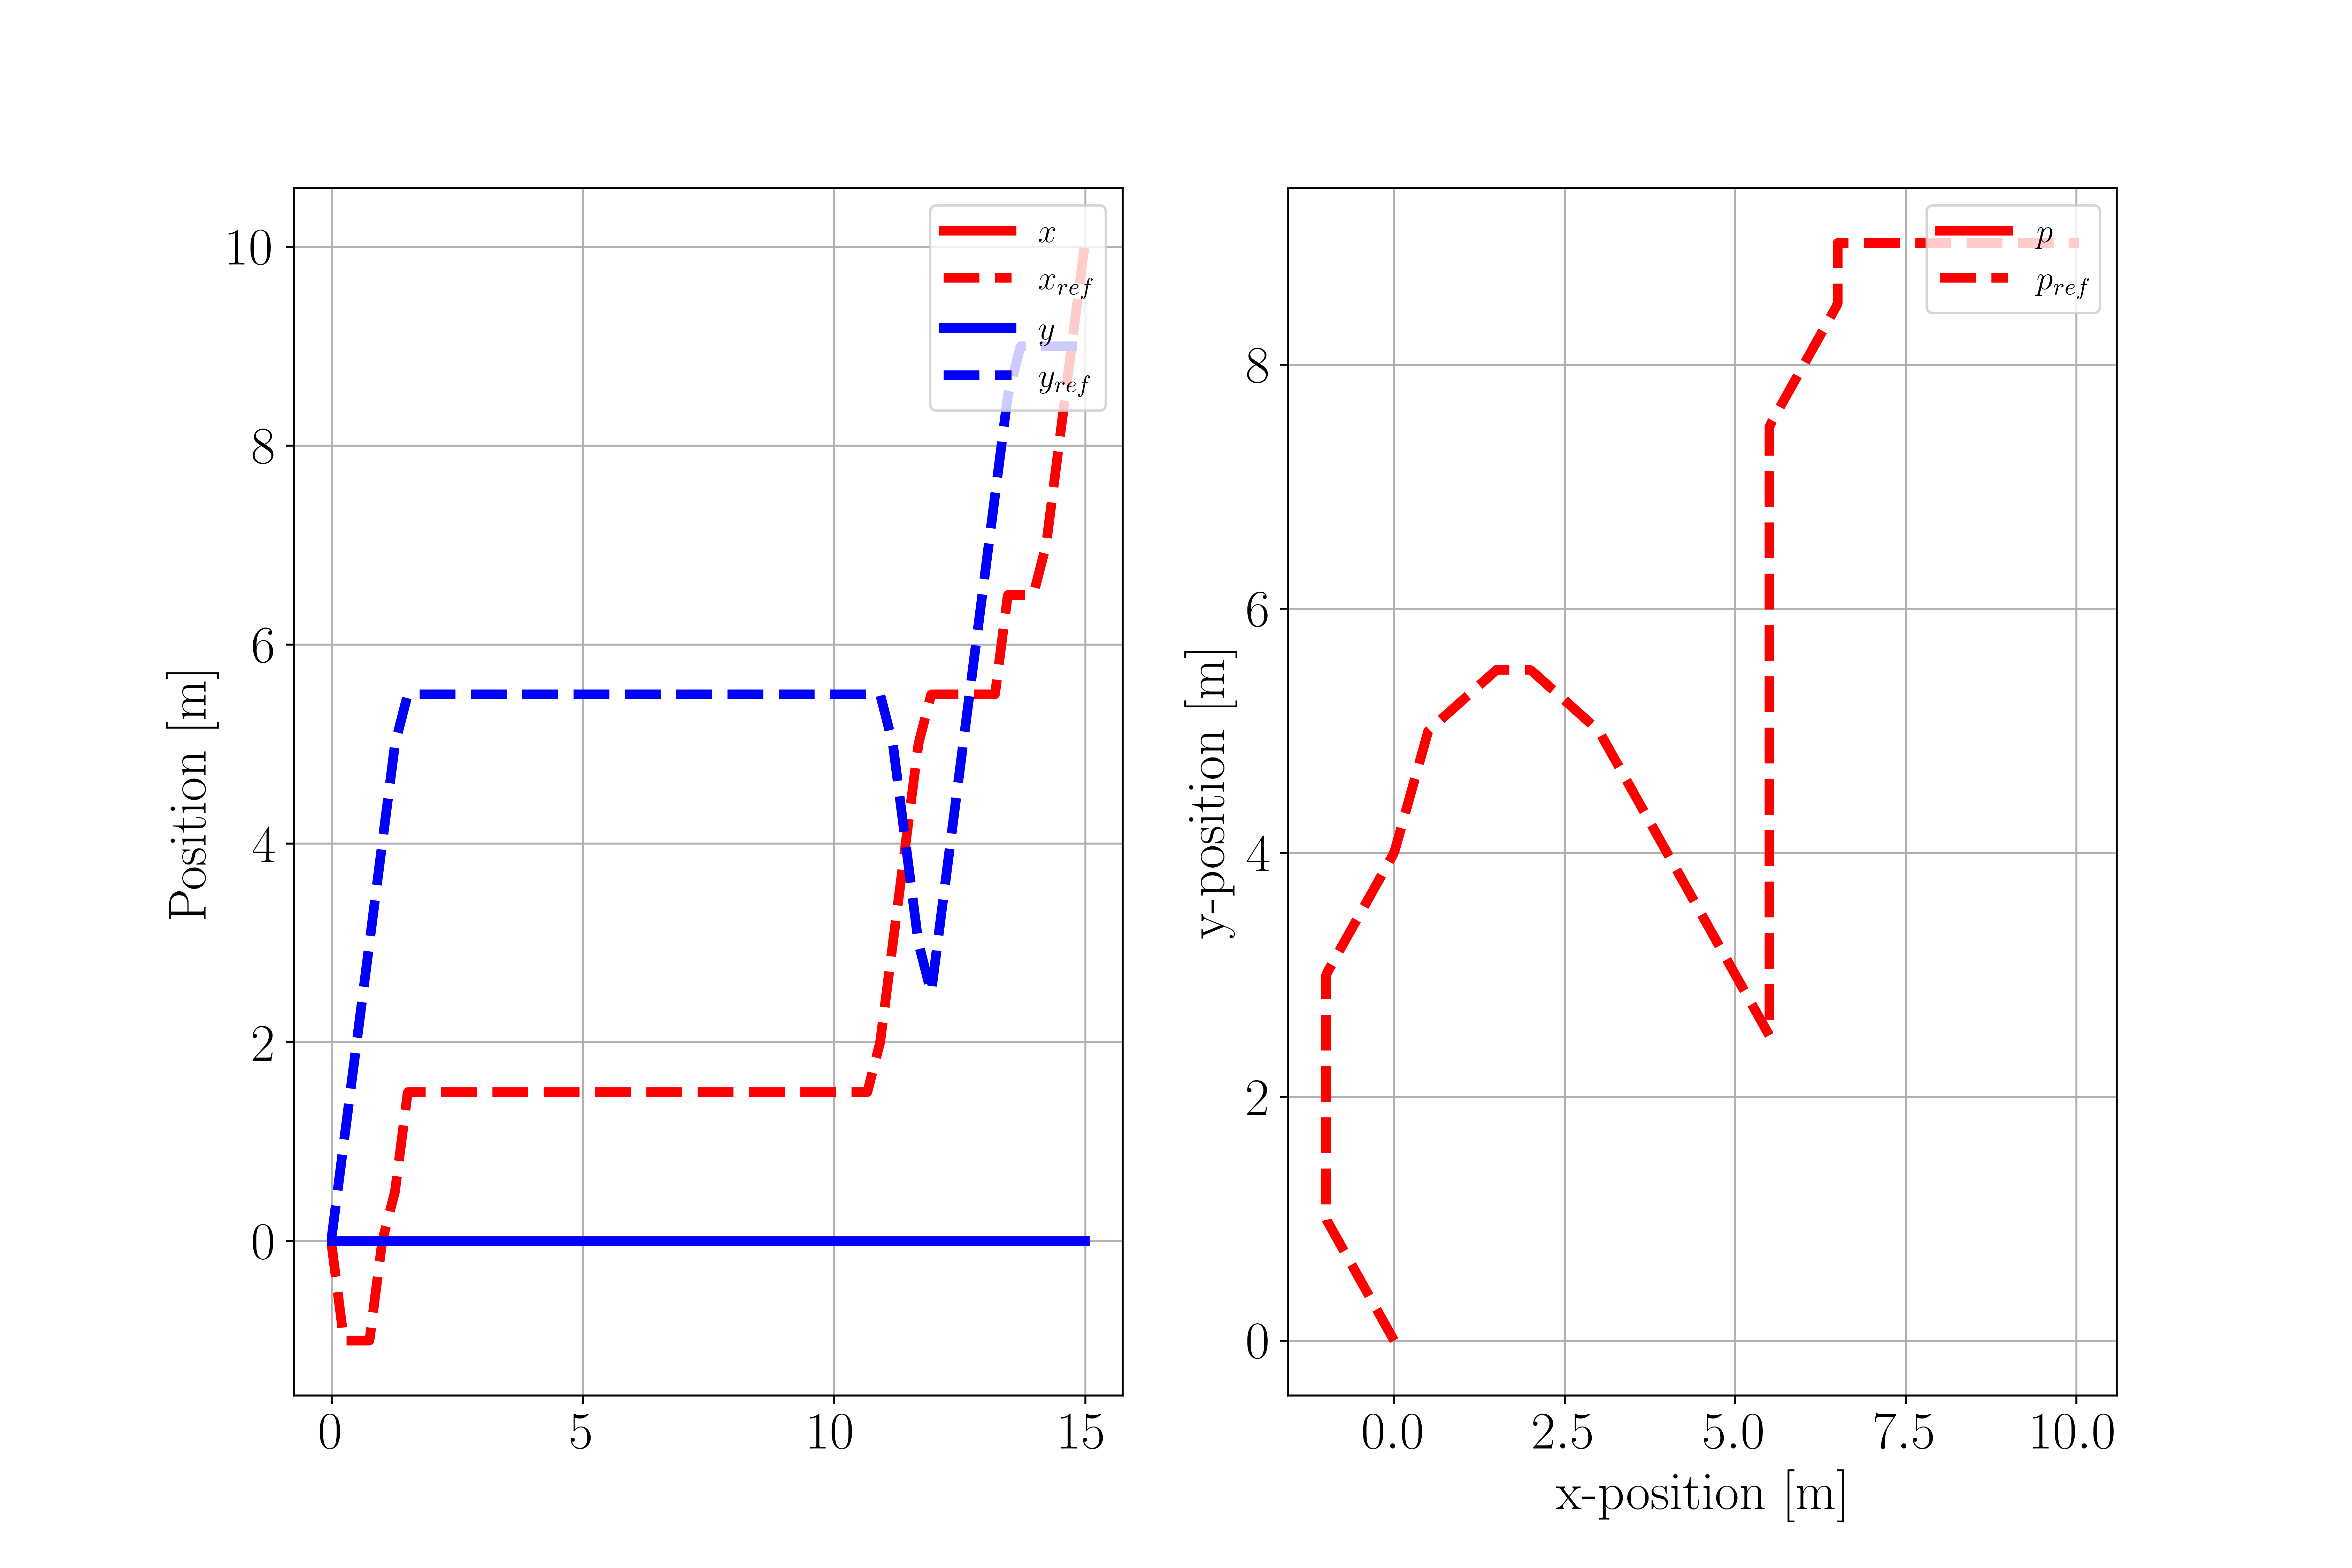 Position [m]
10
8
6
4
2
0
0 5 10 15
x
x_ref
y
y_ref
y-position [m]
8
6
4
2
0
0.0 2.5 5.0 7.5 10.0
x-position [m]
p
p_ref